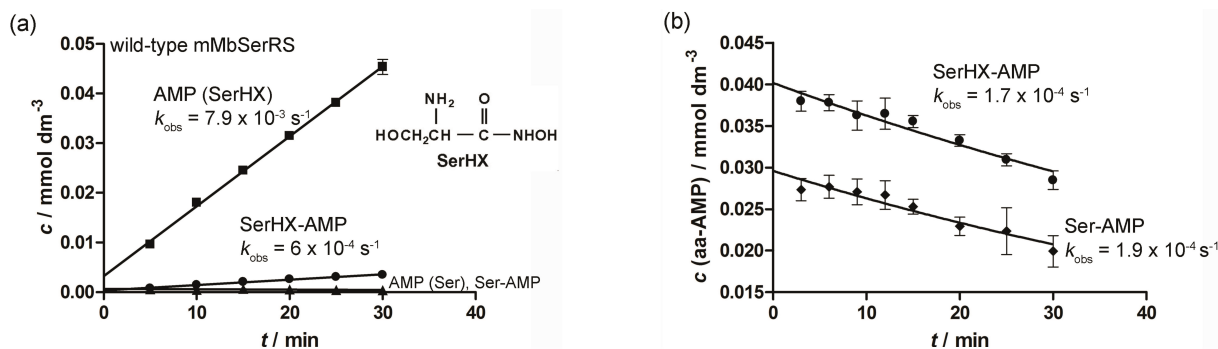 (a)
wild-type mMbSerRS
c / mmol dm⁻³
0.05
0.04
0.03
0.02
0.01
0.00
AMP (SerHX)
k_obs = 7.9 x 10⁻³ s⁻¹
NH₂ O
HOCH₂CH — C — NHOH
SerHX
SerHX-AMP
k_obs = 6 x 10⁻⁴ s⁻¹
AMP (Ser), Ser-AMP
0 10 20 30 40
t / min
(b)
c (aa-AMP) / mmol dm⁻³
0.045
0.040
0.035
0.030
0.025
0.020
0.015
SerHX-AMP
k_obs = 1.7 x 10⁻⁴ s⁻¹
Ser-AMP
k_obs = 1.9 x 10⁻⁴ s⁻¹
0 10 20 30 40
t / min